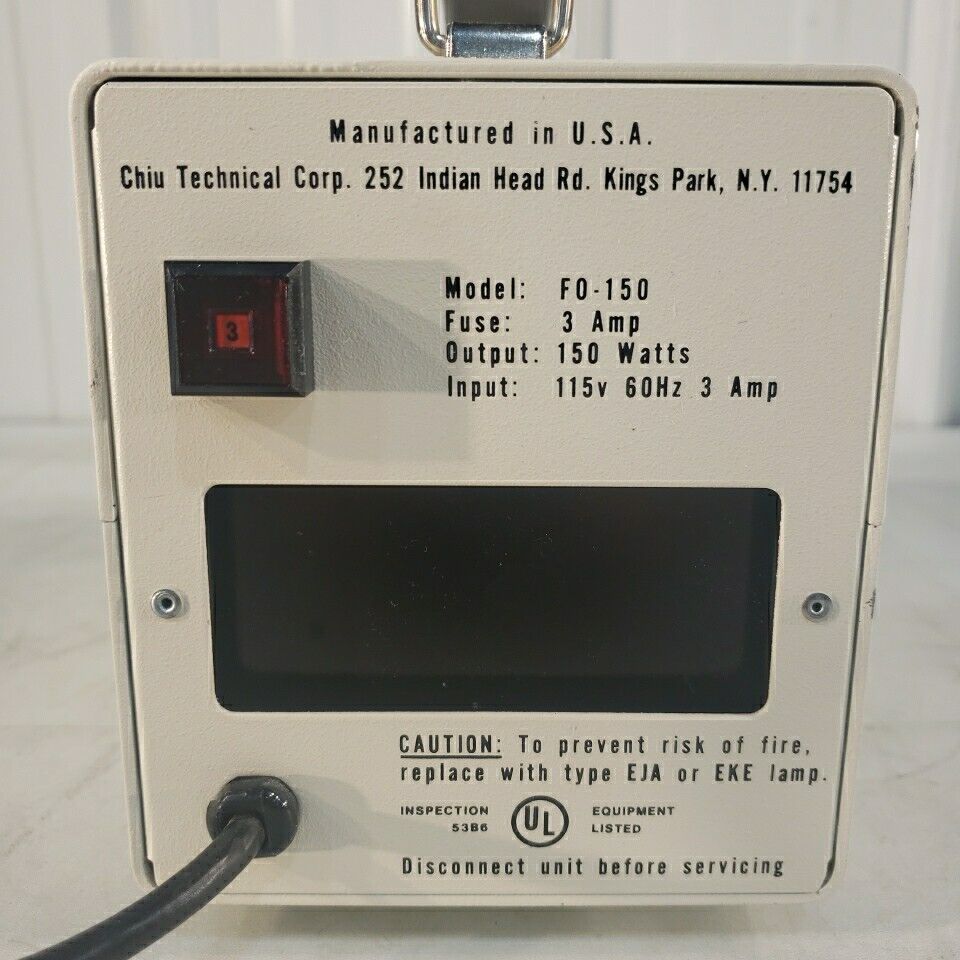 Manufactured in U.S.A.
Chiu Technical Corp. 252 Indian Head Rd. Kings Park, N.Y. 11754
3
Model: FO-150
Fuse: 3 Amp
Output: 150 Watts
Input: 115v 60Hz 3 Amp
CAUTION: To prevent risk of fire,
replace with type EJA or EKE lamp.
INSPECTION UL EQUIPMENT
53B6 LISTED
Disconnect unit before servicing